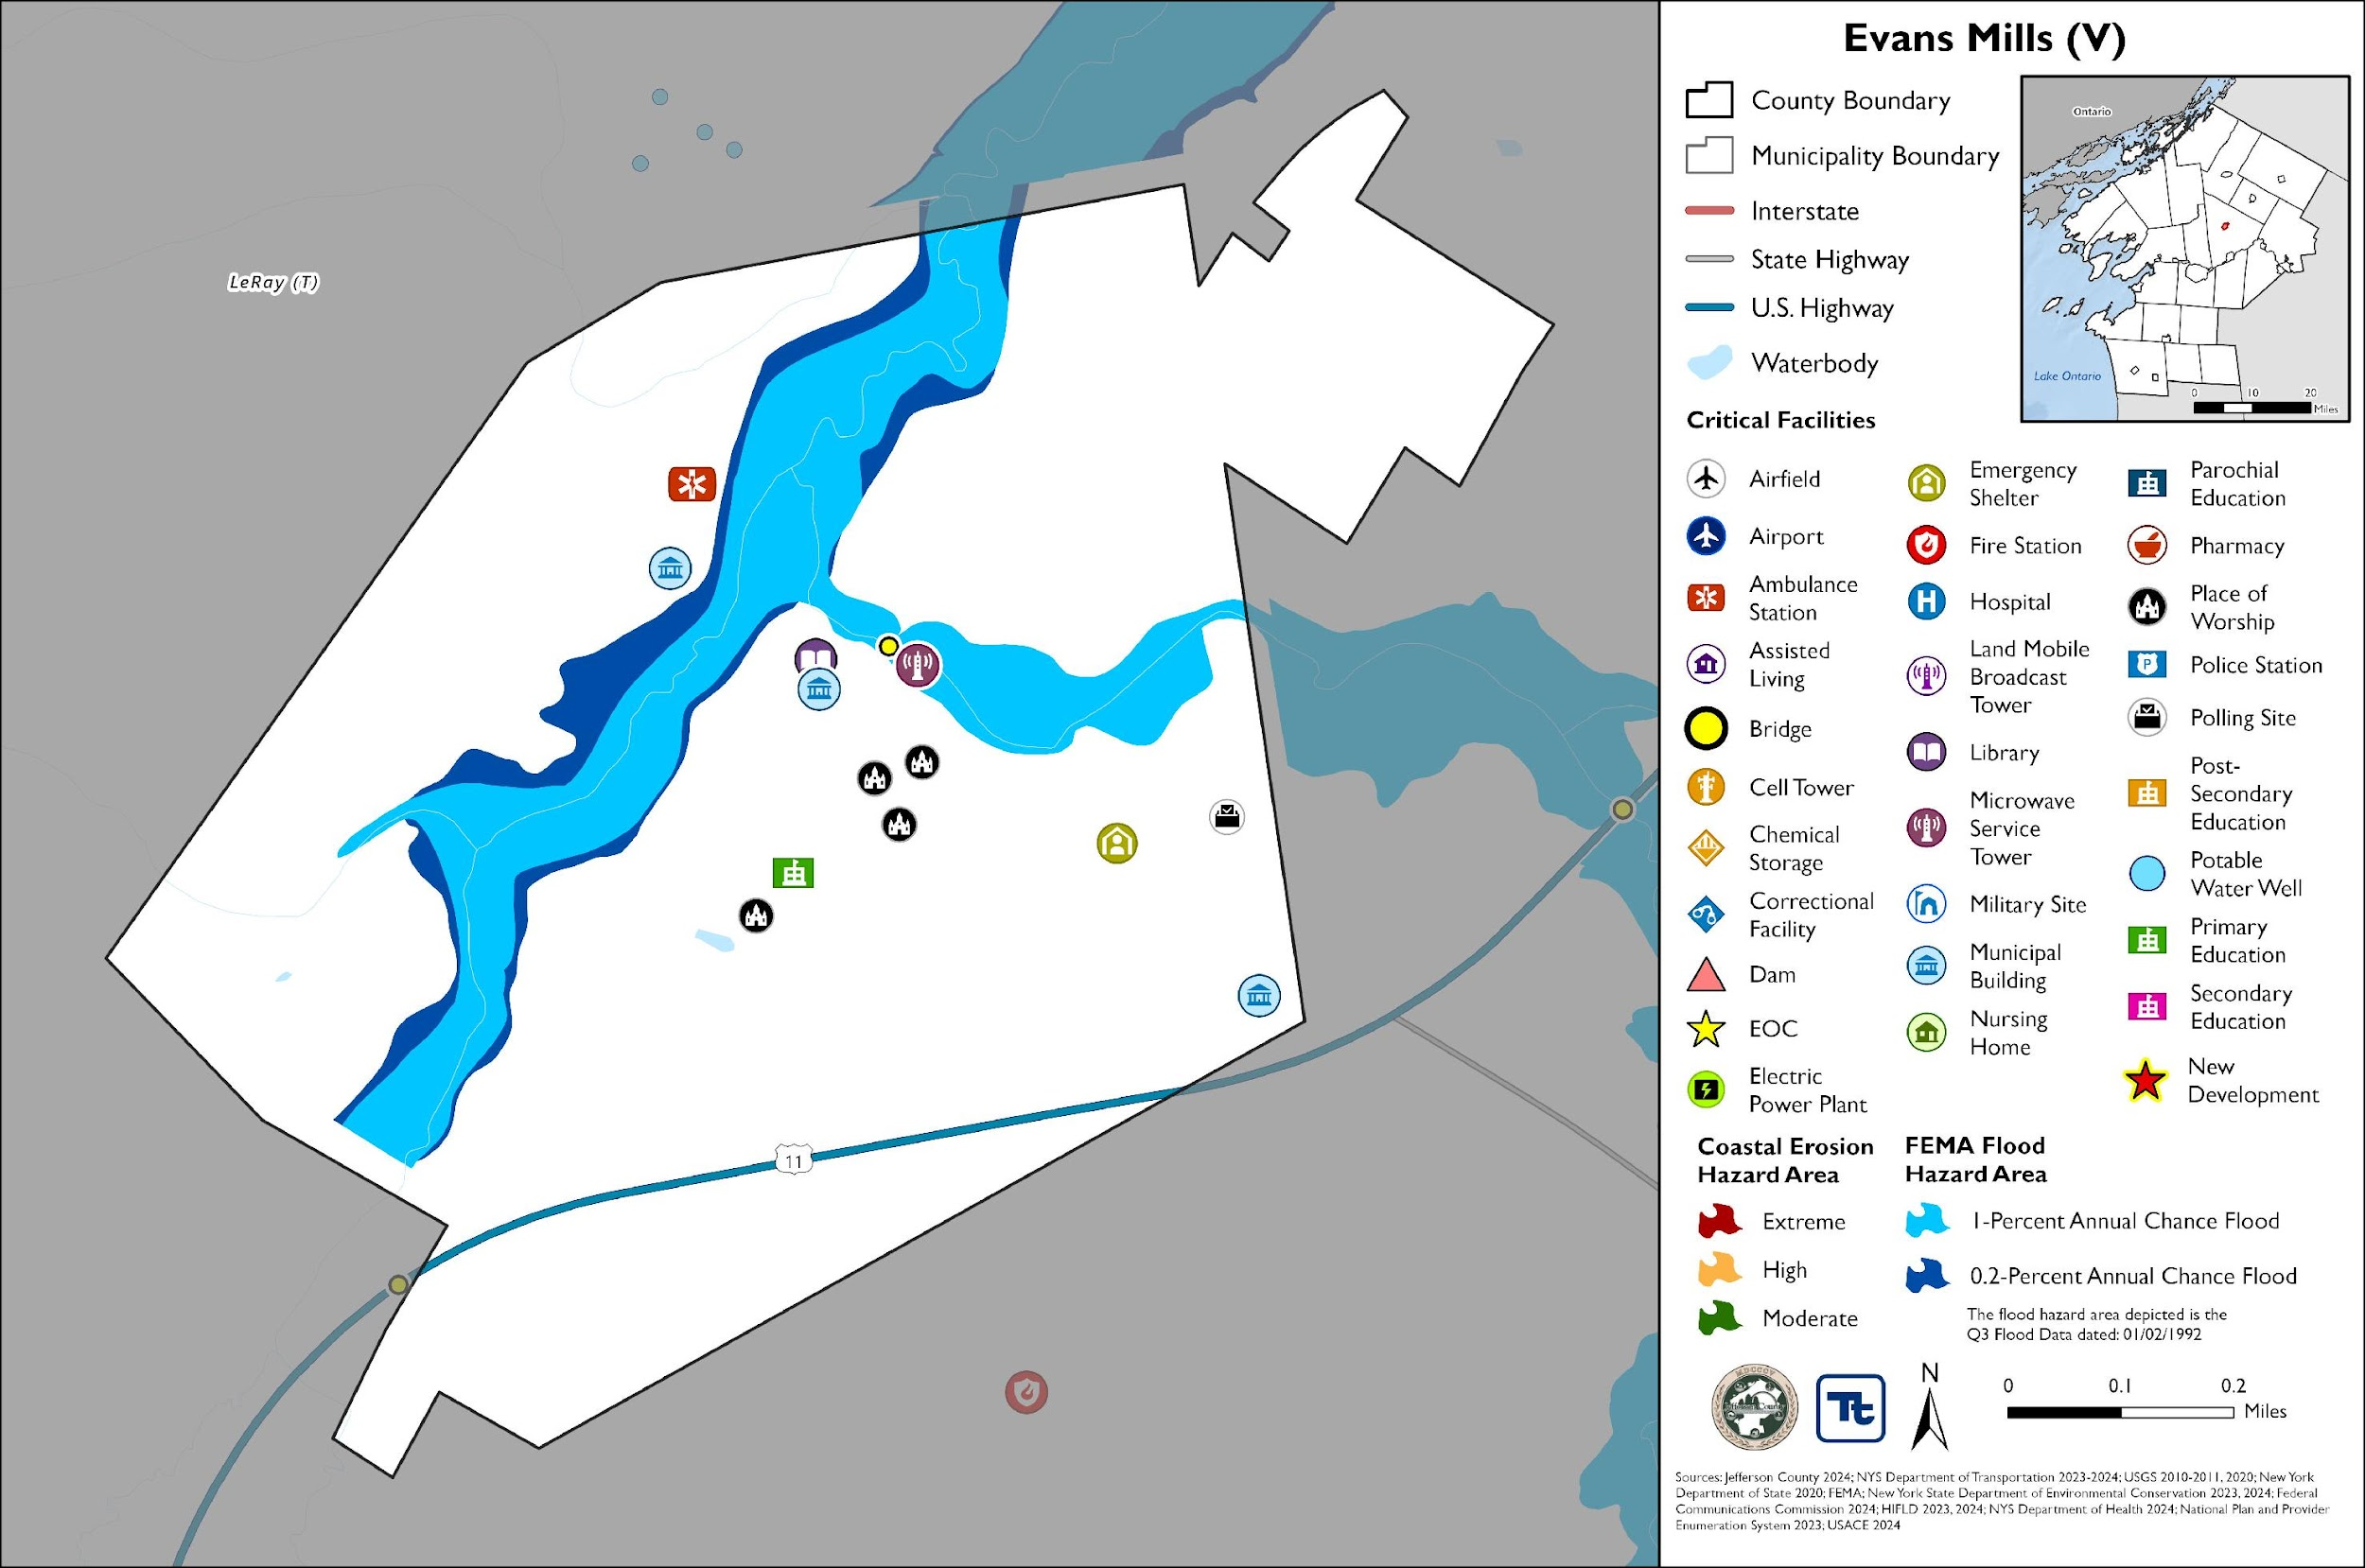 Evans Mills (V)
LeRay (T)
11
County Boundary
Municipality Boundary
Interstate
State Highway
U.S. Highway
Waterbody
Ontario
Lake Ontario
0 10 20
Miles
Critical Facilities
Airfield
Airport
Ambulance
Station
Assisted
Living
Bridge
Cell Tower
Chemical
Storage
Correctional
Facility
Dam
EOC
Electric
Power Plant
Emergency
Shelter
Fire Station
H
Hospital
Land Mobile
Broadcast
Tower
Library
Microwave
Service
Tower
Military Site
Municipal
Building
Nursing
Home
Parochial
Education
Pharmacy
Place of
Worship
P
Police Station
Polling Site
Post-
Secondary
Education
Potable
Water Well
Primary
Education
Secondary
Education
New
Development
Coastal Erosion
Hazard Area
Extreme
High
Moderate
FEMA Flood
Hazard Area
1-Percent Annual Chance Flood
0.2-Percent Annual Chance Flood
The flood hazard area depicted is the
Q3 Flood Data dated: 01/02/1992
Tt
N
0 0.1 0.2
Miles
Sources: Jefferson County 2024; NYS Department of Transportation 2023-2024; USGS 2010-2011, 2020; New York
Department of State 2020; FEMA; New York State Department of Environmental Conservation 2023, 2024; Federal
Communications Commission 2024; HIFLD 2023, 2024; NYS Department of Health 2024; National Plan and Provider
Enumeration System 2023; USACE 2024